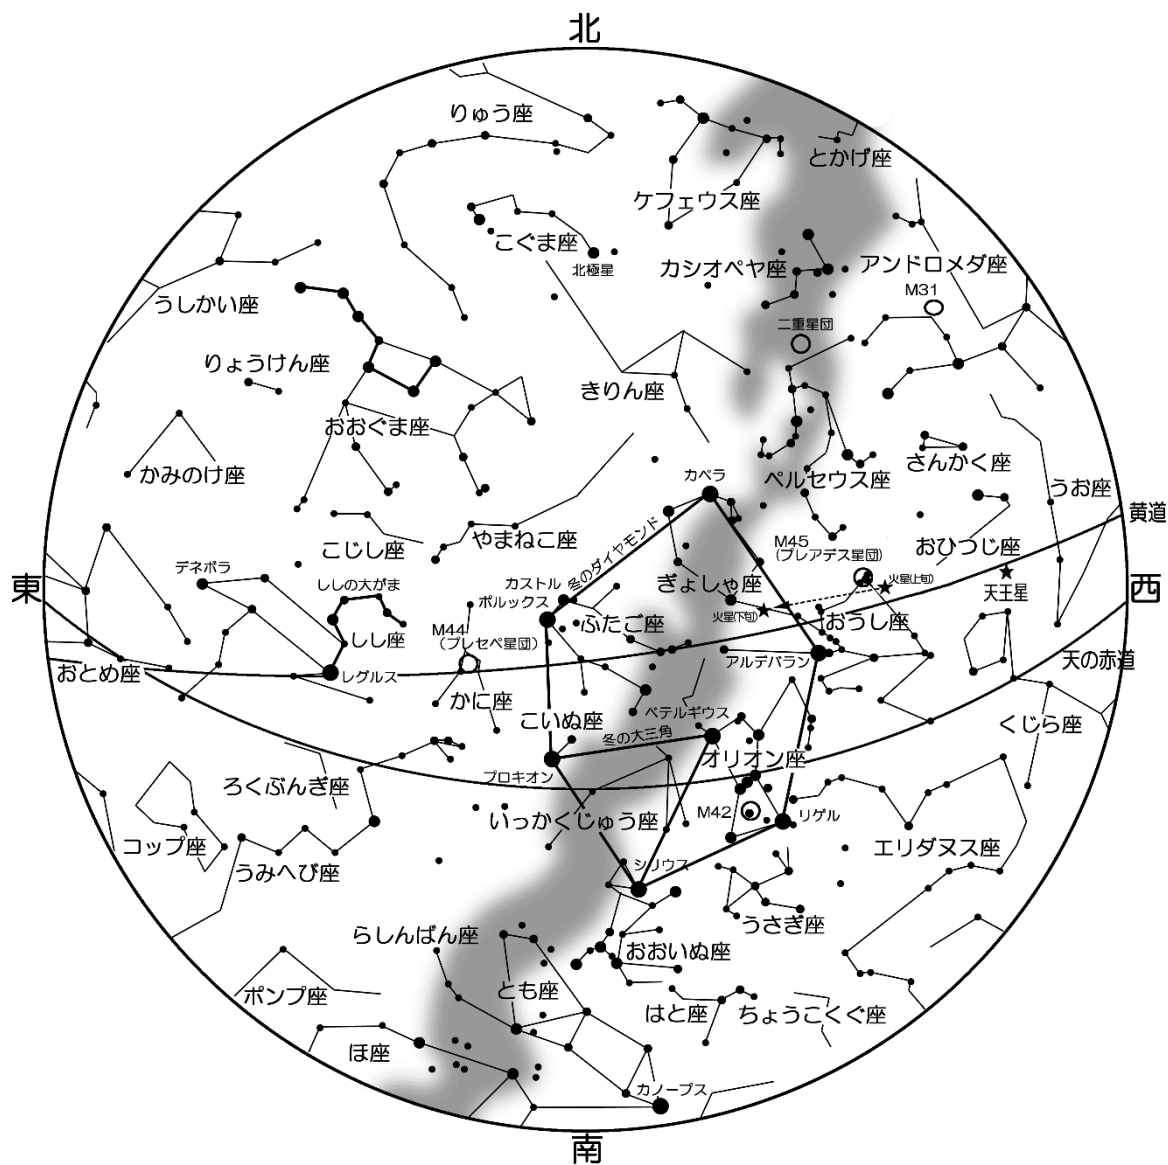 北
りゅう座
とかげ座
ケフェウス座
こぐま座
北極星
カシオペヤ座
アンドロメダ座
M31
うしかい座
二重星団
りょうけん座
きりん座
おおぐま座
かみのけ座
さんかく座
カペラ
ペルセウス座
うお座
黄道
やまねこ座
こじし座
冬のダイヤモンド
M45
(プレアデス星団)
おひつじ座
デネボラ
ししの大がま
カストル
ポルックス
ぎょしゃ座
火星(上旬)
天王星
東
西
火星(下旬)
おうし座
ふたご座
しし座
M44
(プレセペ星団)
おとめ座
レグルス
アルデバラン
天の赤道
かに座
こいぬ座
ベテルギウス
くじら座
冬の大三角
オリオン座
プロキオン
ろくぶんぎ座
いっかくじゅう座
M42
リゲル
コップ座
うみへび座
エリダヌス座
シリウス
うさぎ座
らしんばん座
おおいぬ座
ポンプ座
とも座
はと座
ちょうこくぐ座
ほ座
カノープス
南